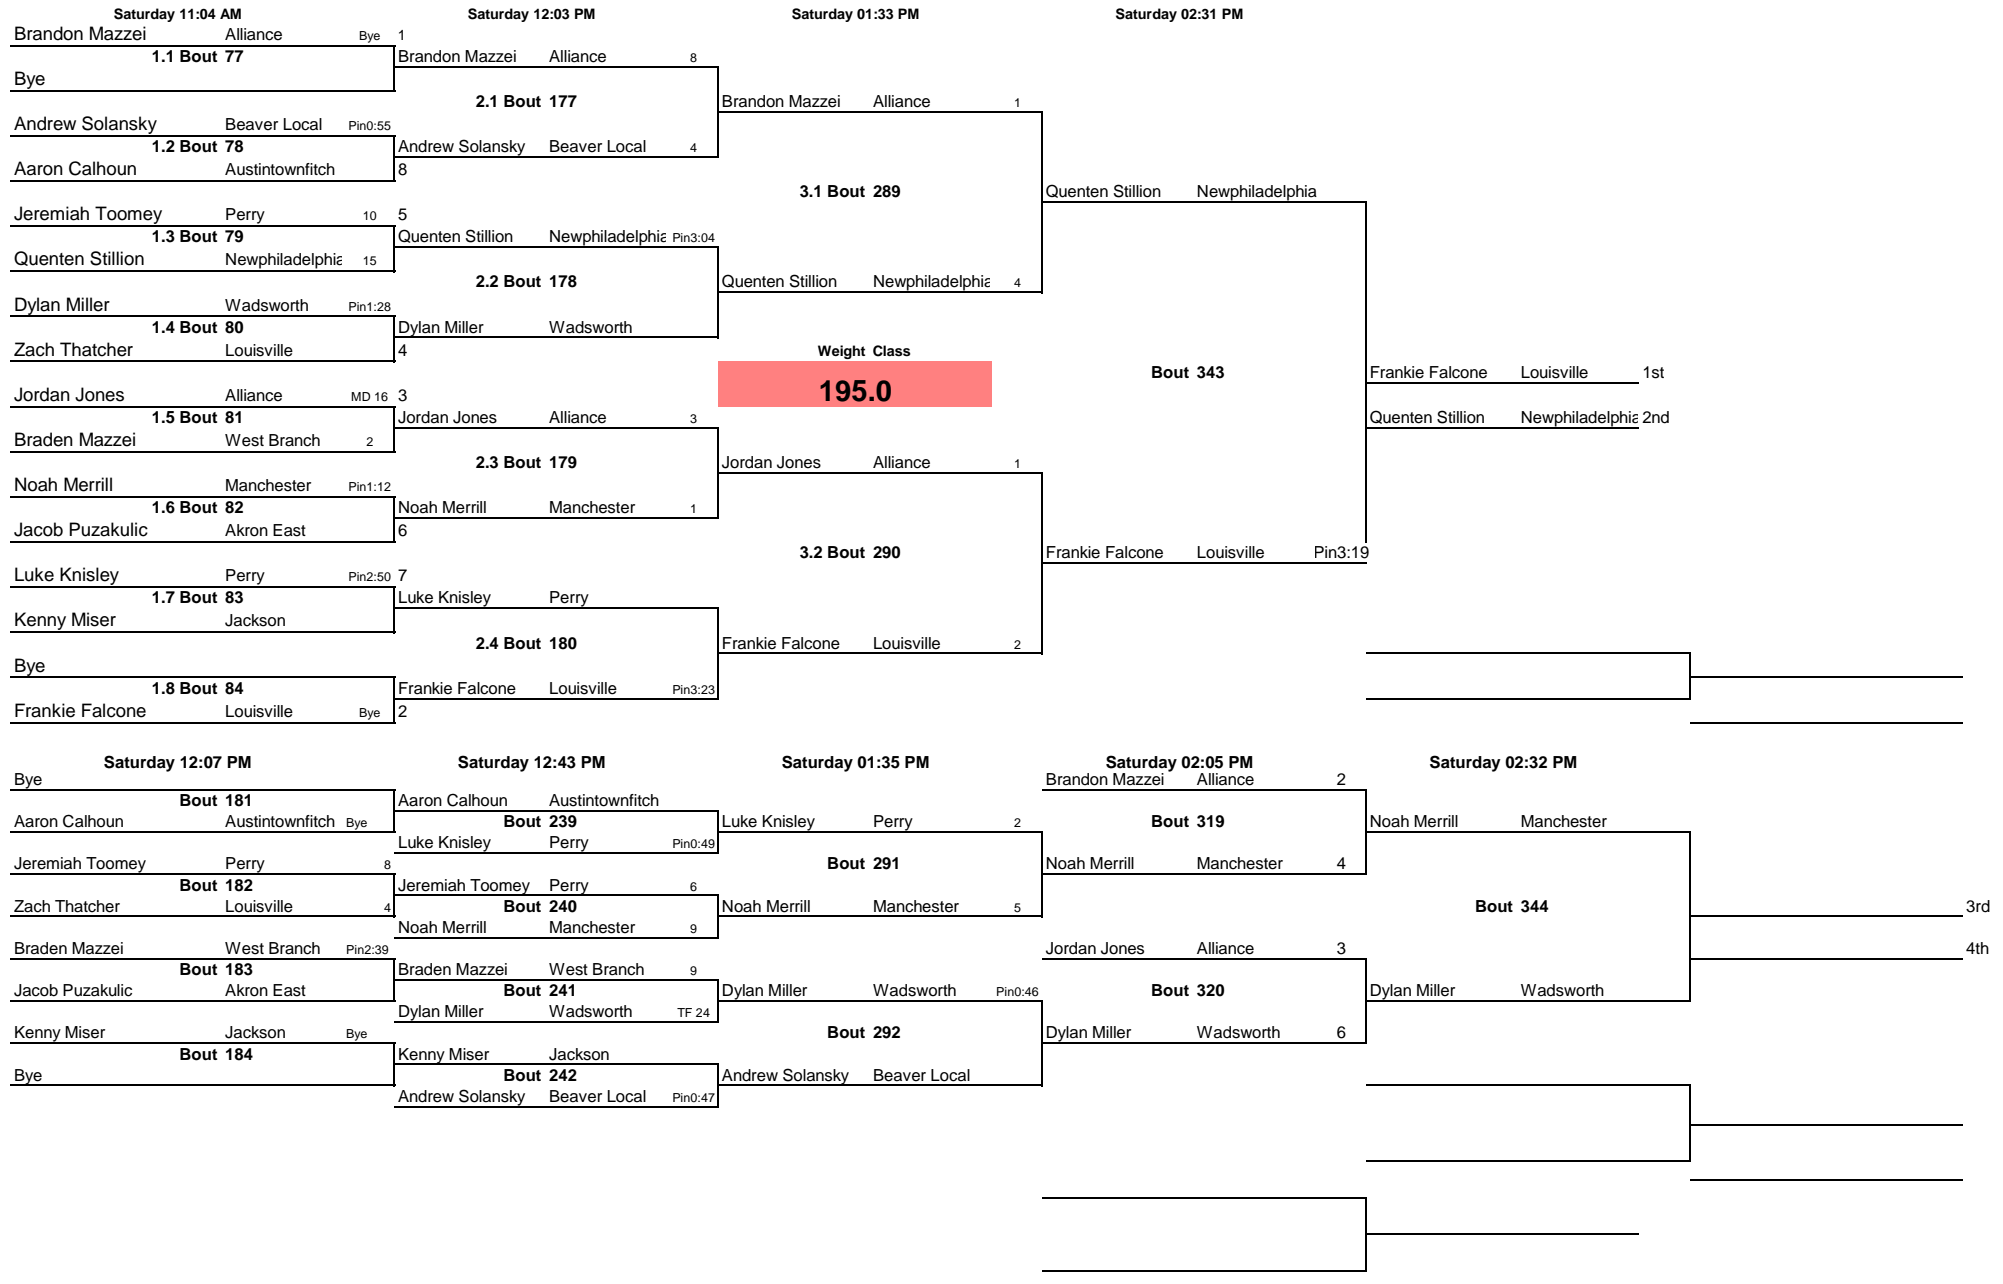 Saturday 11:04 AM Saturday 12:03 PM Saturday 01:33 PM Saturday 02:31 PM
Brandon Mazzei Alliance Bye 1
1.1 Bout 77 Brandon Mazzei Alliance 8
Bye
2.1 Bout 177 Brandon Mazzei Alliance 1
Andrew Solansky Beaver Local Pin0:55
1.2 Bout 78 Andrew Solansky Beaver Local 4
Aaron Calhoun Austintownfitch 8
3.1 Bout 289 Quenten Stillion Newphiladelphia
Jeremiah Toomey Perry 10 5
1.3 Bout 79 Quenten Stillion Newphiladelphia Pin3:04
Quenten Stillion Newphiladelphia 15
2.2 Bout 178 Quenten Stillion Newphiladelphia 4
Dylan Miller Wadsworth Pin1:28
1.4 Bout 80 Dylan Miller Wadsworth
Zach Thatcher Louisville 4 Weight Class
Bout 343 Frankie Falcone Louisville 1st
Jordan Jones Alliance MD 16 3 195.0
1.5 Bout 81 Jordan Jones Alliance 3 Quenten Stillion Newphiladelphia 2nd
Braden Mazzei West Branch 2
2.3 Bout 179 Jordan Jones Alliance 1
Noah Merrill Manchester Pin1:12
1.6 Bout 82 Noah Merrill Manchester 1
Jacob Puzakulic Akron East 6
3.2 Bout 290 Frankie Falcone Louisville Pin3:19
Luke Knisley Perry Pin2:50 7
1.7 Bout 83 Luke Knisley Perry
Kenny Miser Jackson
2.4 Bout 180 Frankie Falcone Louisville 2
Bye
1.8 Bout 84 Frankie Falcone Louisville Pin3:23
Frankie Falcone Louisville Bye 2
Saturday 12:07 PM Saturday 12:43 PM Saturday 01:35 PM Saturday 02:05 PM Saturday 02:32 PM
Bye Brandon Mazzei Alliance 2
Bout 181 Aaron Calhoun Austintownfitch
Aaron Calhoun Austintownfitch Bye Bout 239 Luke Knisley Perry 2 Bout 319 Noah Merrill Manchester
Luke Knisley Perry Pin0:49
Jeremiah Toomey Perry 8 Bout 291 Noah Merrill Manchester 4
Bout 182 Jeremiah Toomey Perry 6
Zach Thatcher Louisville 4 Bout 240 Noah Merrill Manchester 5 Bout 344 3rd
Noah Merrill Manchester 9
Braden Mazzei West Branch Pin2:39 Jordan Jones Alliance 3 4th
Bout 183 Braden Mazzei West Branch 9
Jacob Puzakulic Akron East Bout 241 Dylan Miller Wadsworth Pin0:46 Bout 320 Dylan Miller Wadsworth
Dylan Miller Wadsworth TF 24
Kenny Miser Jackson Bye Bout 292 Dylan Miller Wadsworth 6
Bout 184 Kenny Miser Jackson
Bye Bout 242 Andrew Solansky Beaver Local
Andrew Solansky Beaver Local Pin0:47